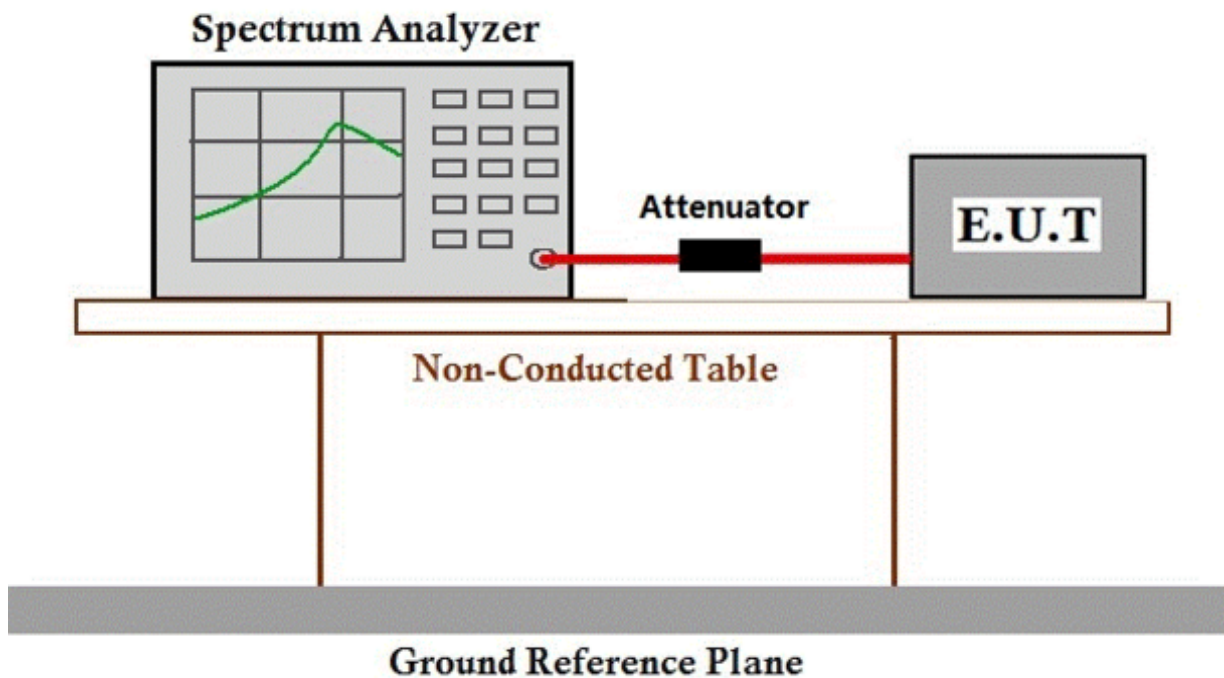 Spectrum Analyzer
Attenuator
E.U.T
Non-Conducted Table
Ground Reference Plane